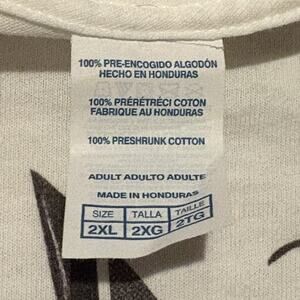 100% PRE-ENCOGIDO ALGODÓN
HECHO EN HONDURAS
100% PRÉRÉTRÉCI COTON
FABRIQUE AU HONDURAS
100% PRESHRUNK COTTON
ADULT ADULTO ADULTE
MADE IN HONDURAS
SIZE TALLA TAILLE
2XL 2XG 2TG